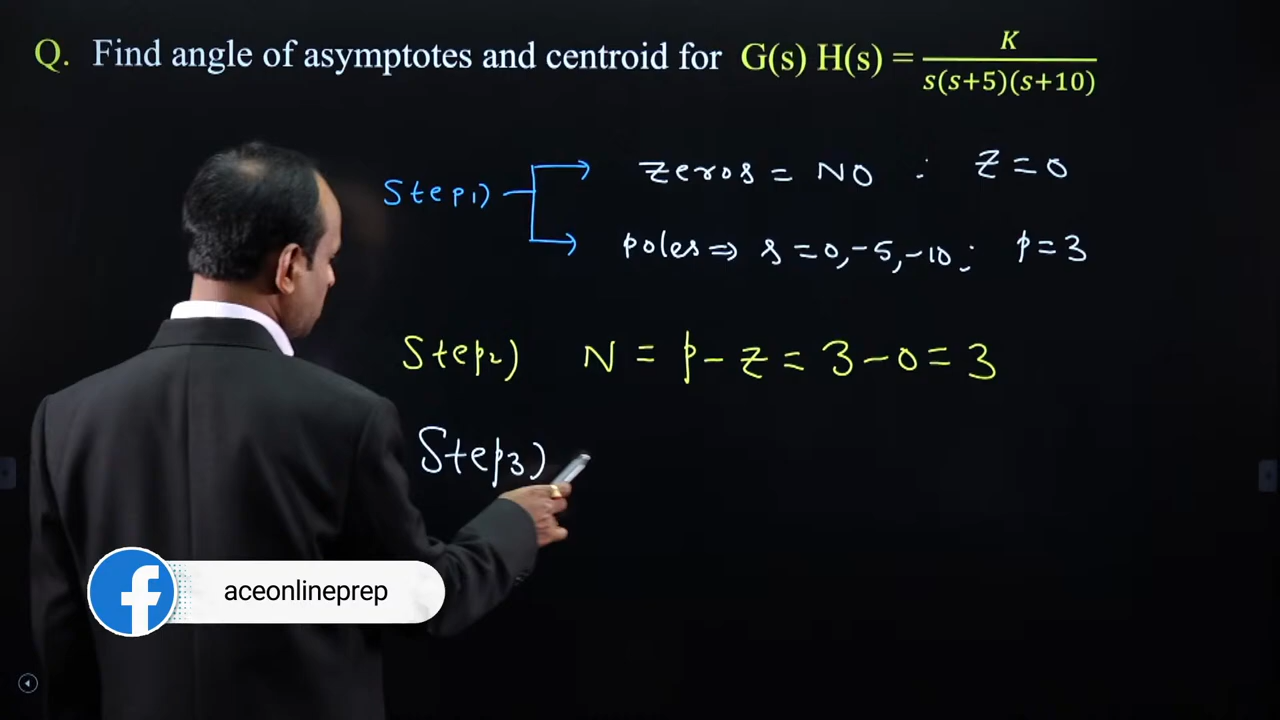 Q. Find angle of asymptotes and centroid for G(s) H(s) = K / s(s+5)(s+10)
Step1) zeros = NO : Z = 0
poles ⇒ s = 0, -5, -10 ; p = 3
Step2) N = p - z = 3 - 0 = 3
Step3)
aceonlineprep